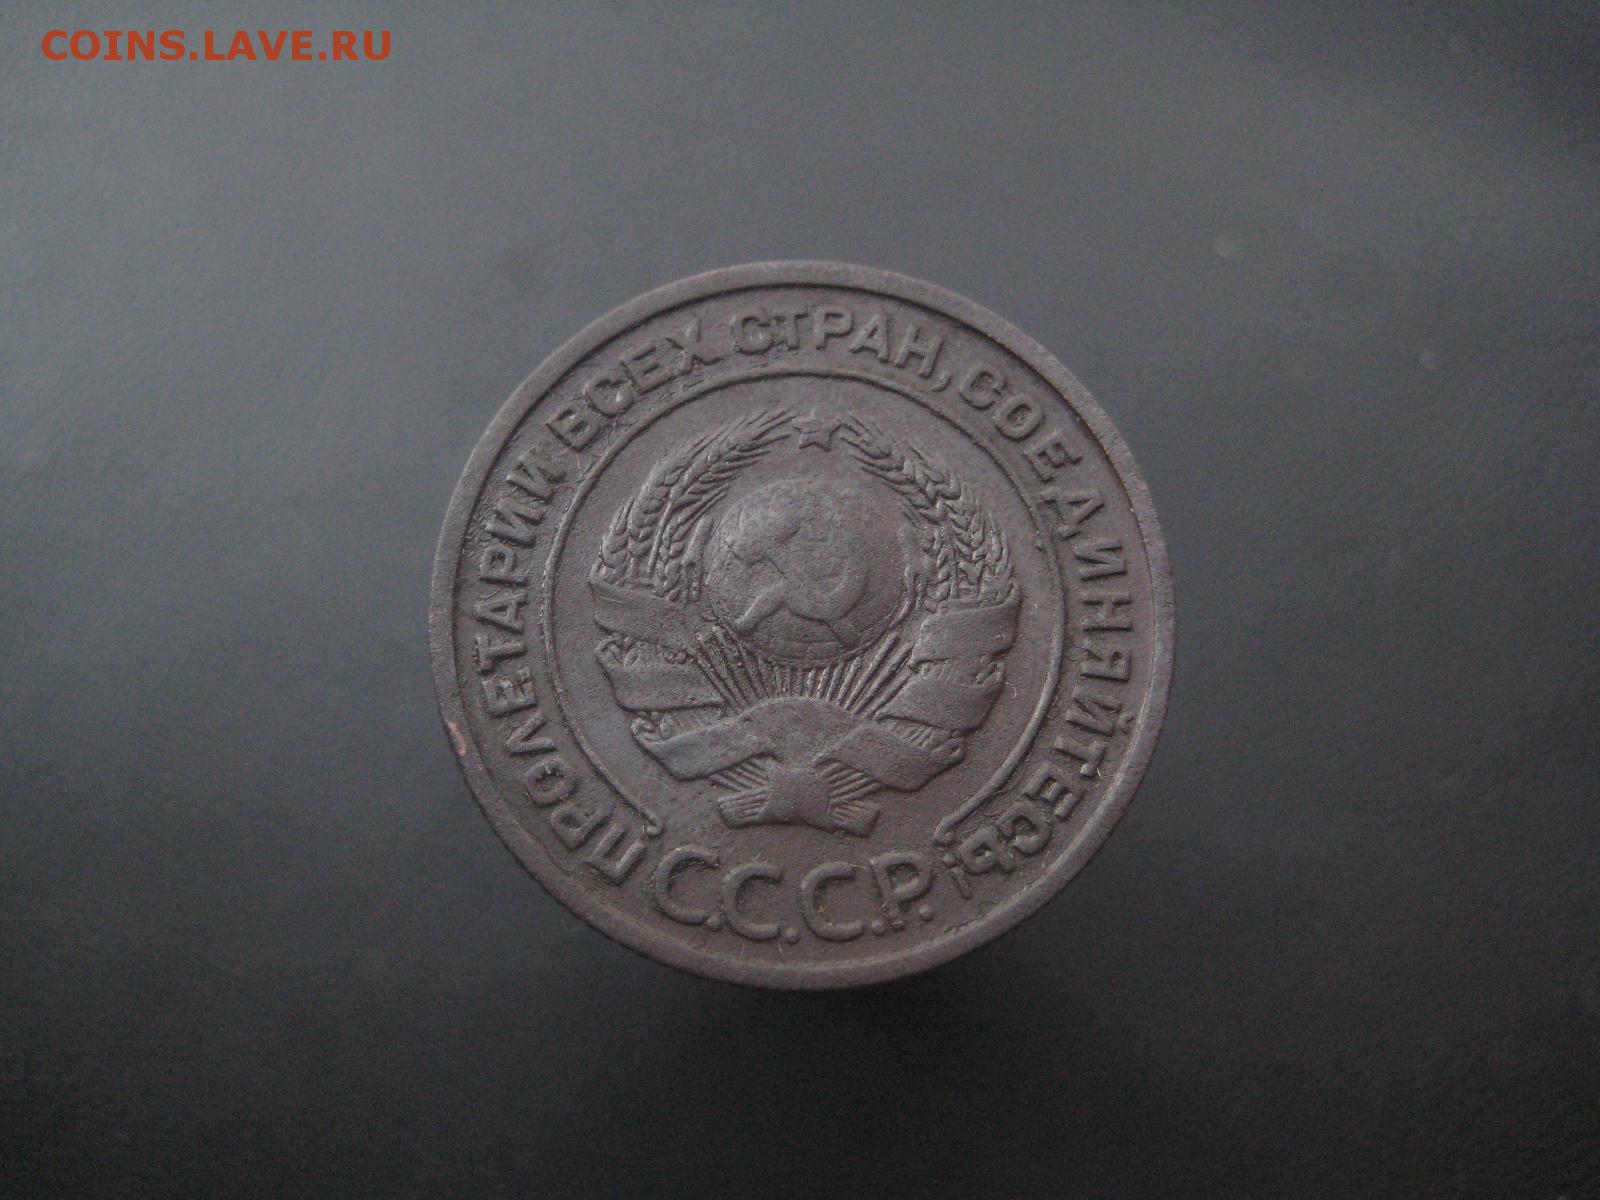 COINS.LAVE.RU
ПРОЛЕТАРИИ ВСЕХ СТРАН, СОЕДИНЯЙТЕСЬ!
С.С.С.Р.